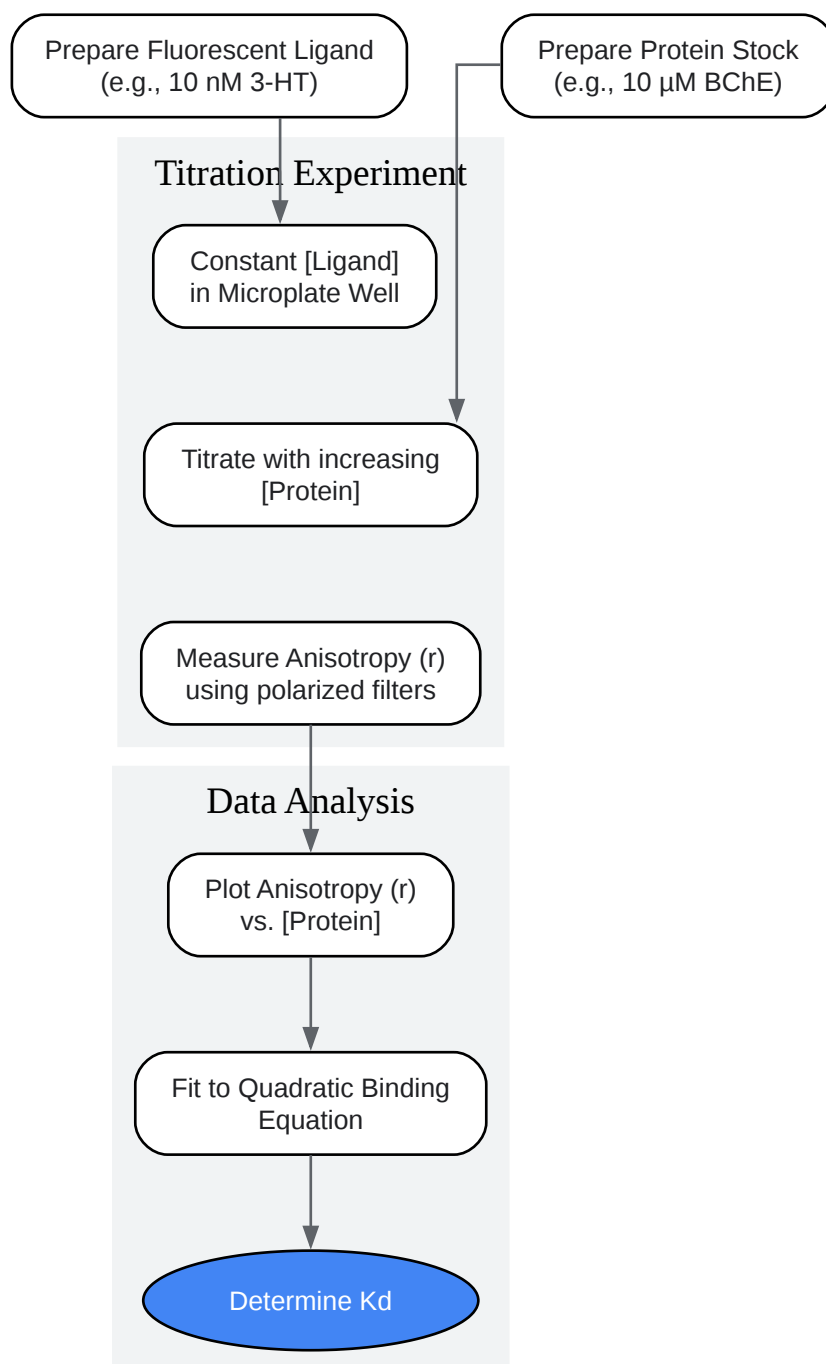 Prepare Fluorescent Ligand
(e.g., 10 nM 3-HT)
Prepare Protein Stock
(e.g., 10 µM BChE)
Titration Experiment
Constant [Ligand]
in Microplate Well
Titrate with increasing
[Protein]
Measure Anisotropy (r)
using polarized filters
Data Analysis
Plot Anisotropy (r)
vs. [Protein]
Fit to Quadratic Binding
Equation
Determine Kd